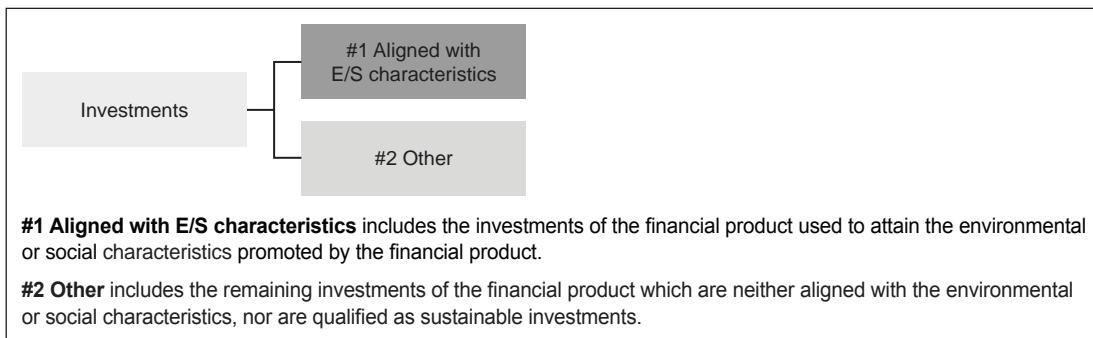 #1 Aligned with
E/S characteristics
Investments
#2 Other
#1 Aligned with E/S characteristics includes the investments of the financial product used to attain the environmental
or social characteristics promoted by the financial product.
#2 Other includes the remaining investments of the financial product which are neither aligned with the environmental
or social characteristics, nor are qualified as sustainable investments.